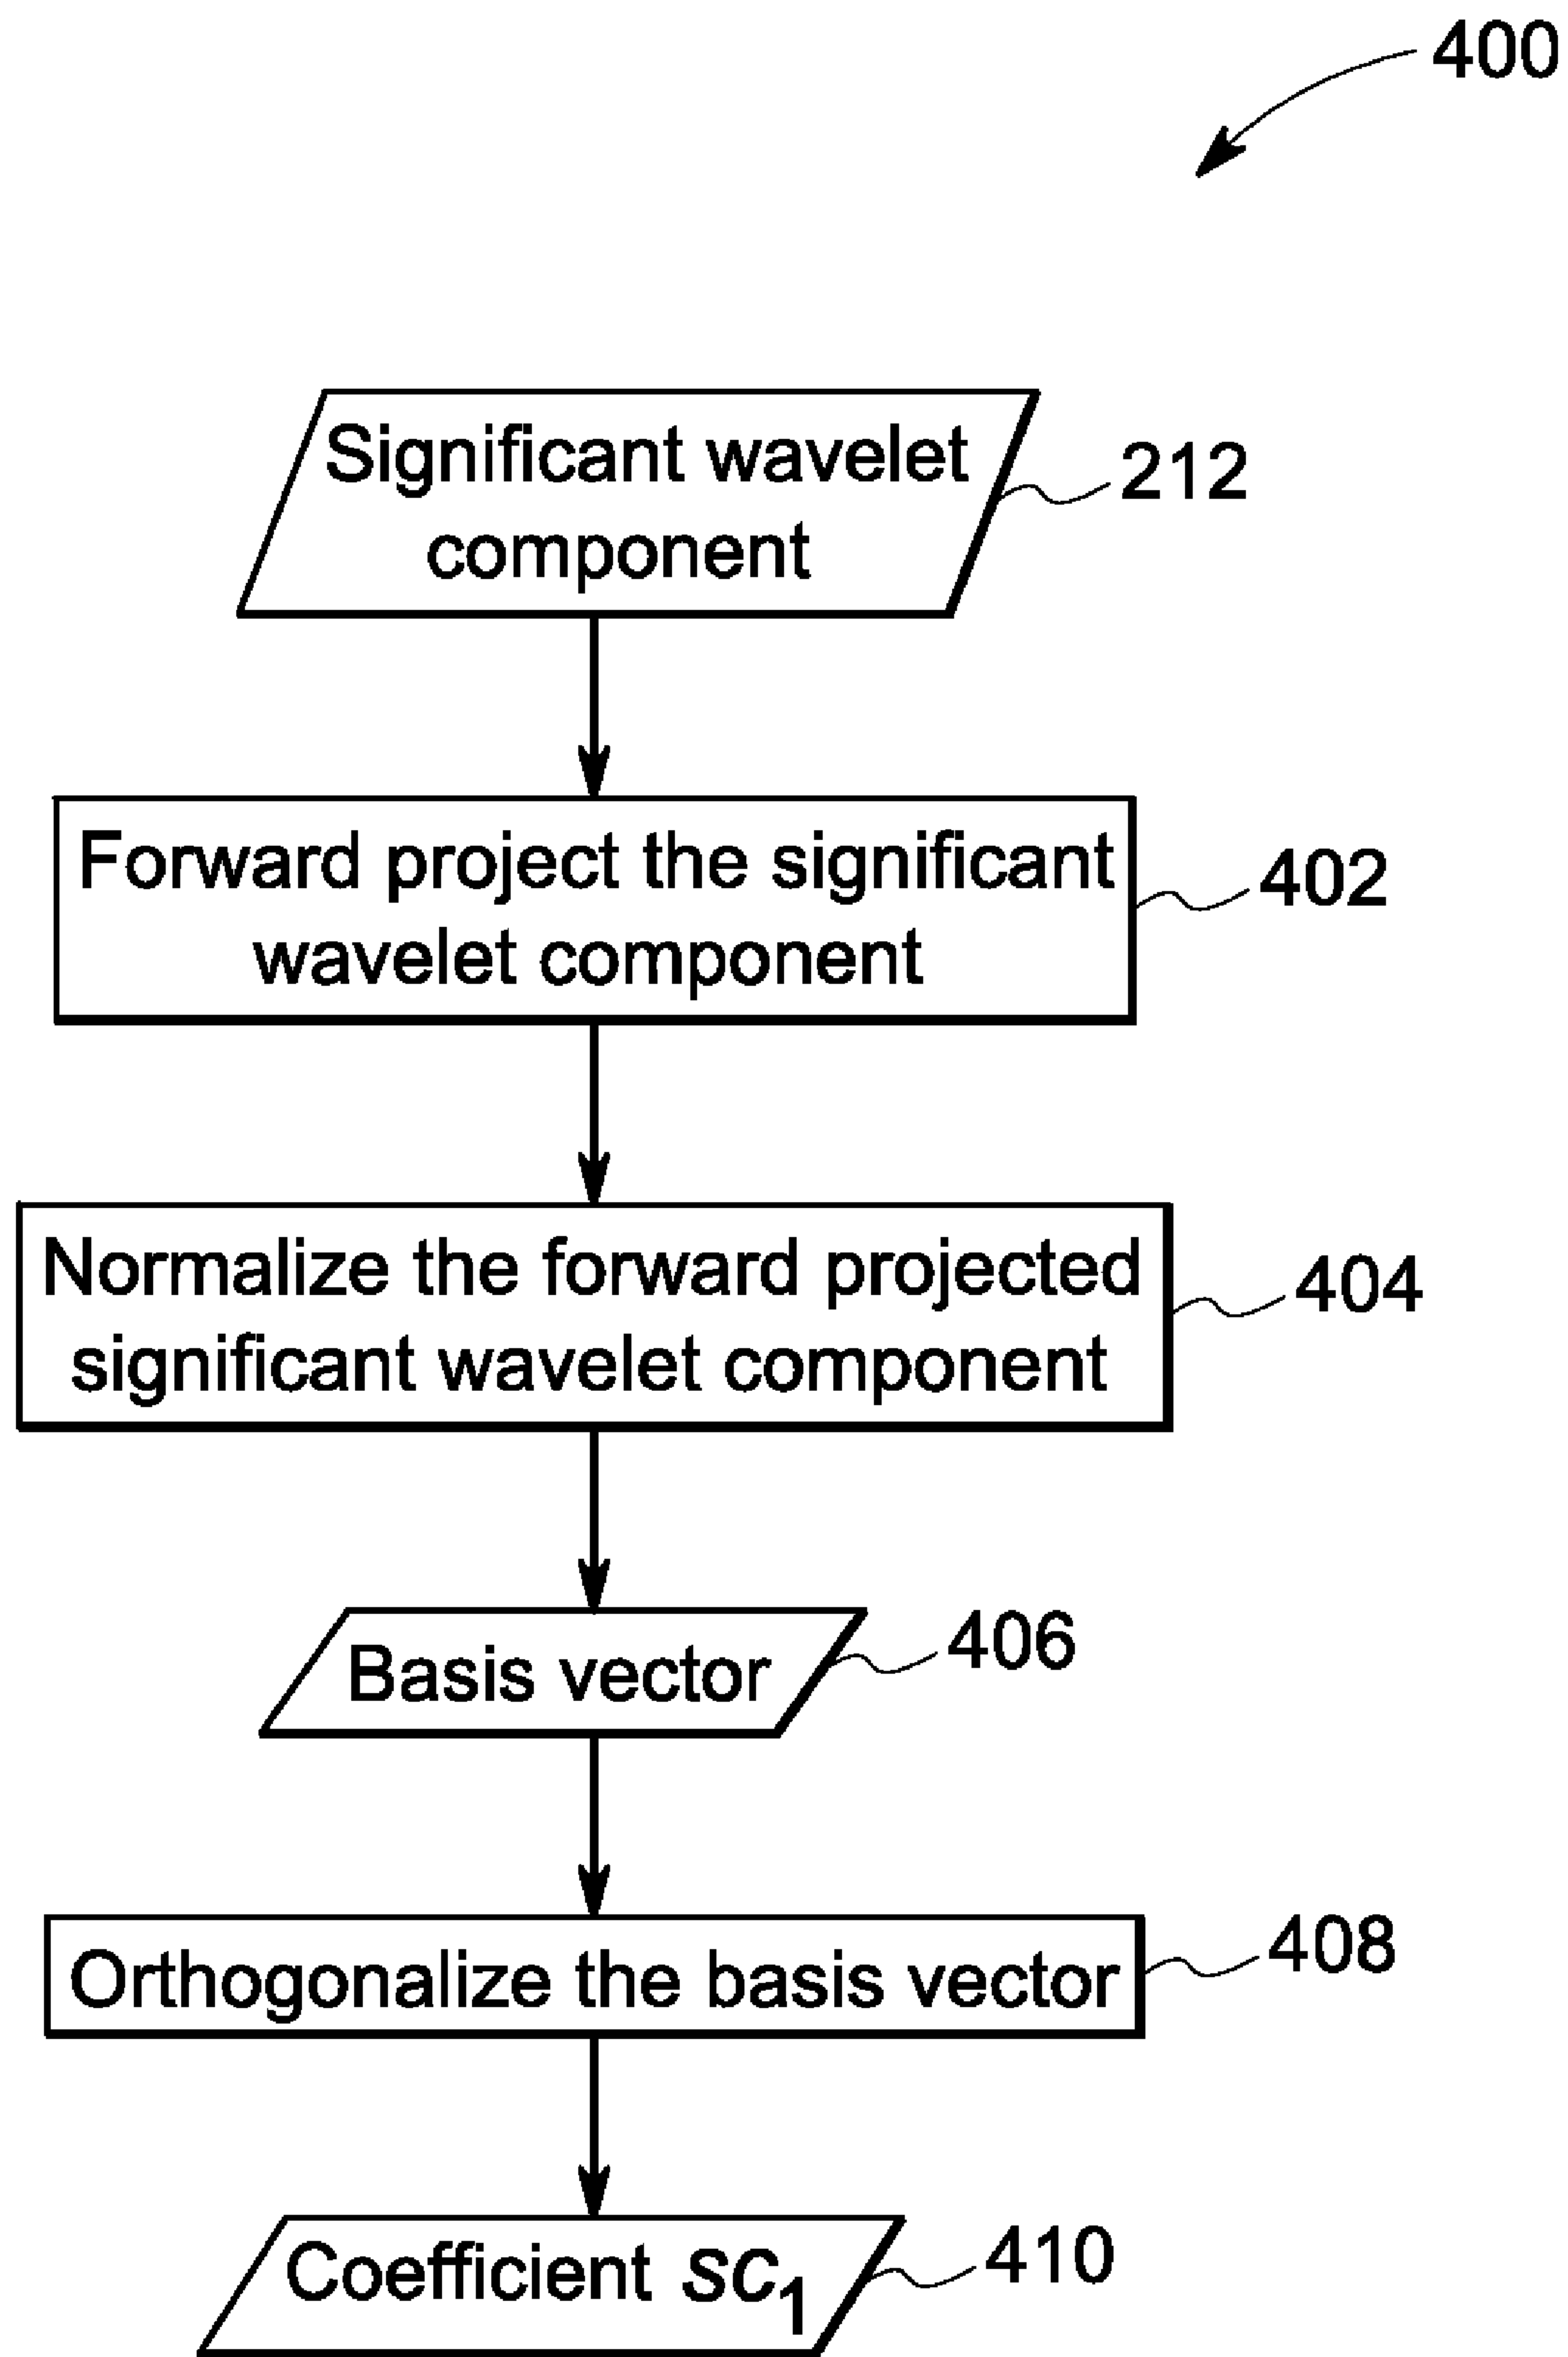 400
Significant wavelet
component
212
Forward project the significant
wavelet component
402
Normalize the forward projected
significant wavelet component
404
Basis vector
406
Orthogonalize the basis vector
408
Coefficient SC1
410